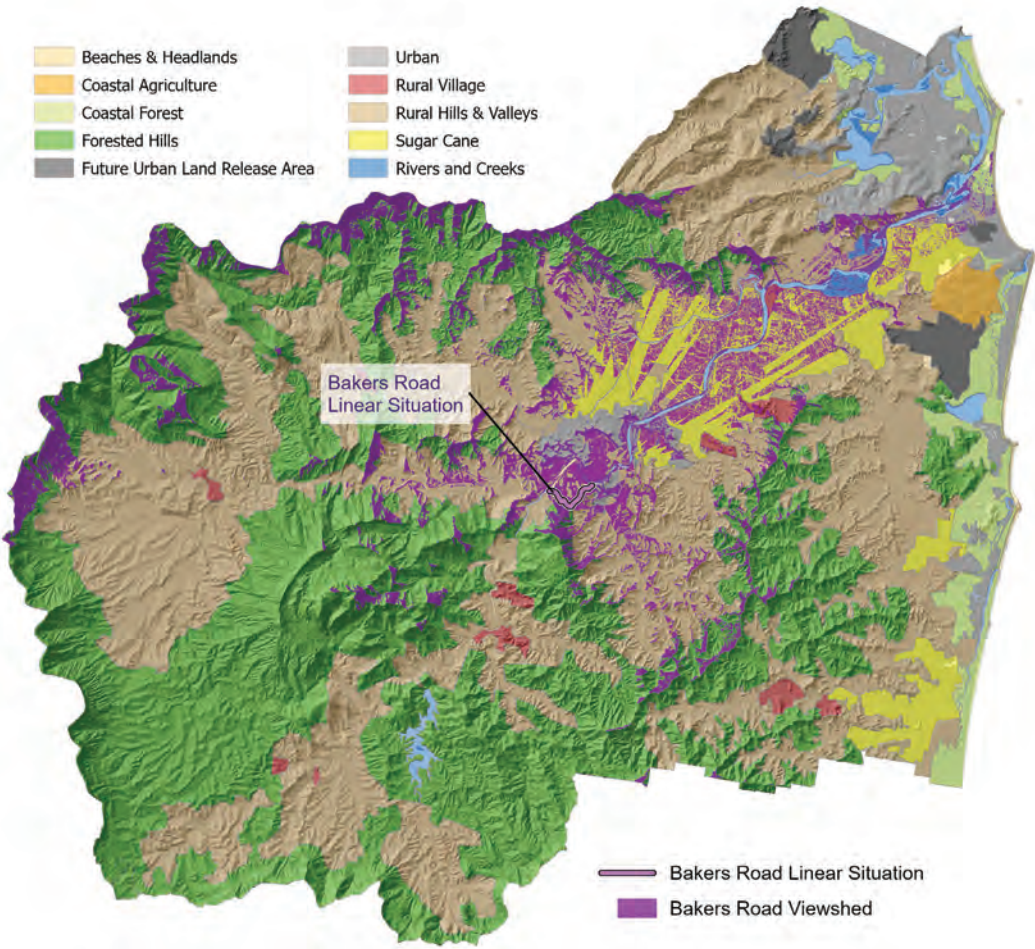 Beaches & Headlands
Coastal Agriculture
Coastal Forest
Forested Hills
Future Urban Land Release Area
Urban
Rural Village
Rural Hills & Valleys
Sugar Cane
Rivers and Creeks
Bakers Road
Linear Situation
Bakers Road Linear Situation
Bakers Road Viewshed